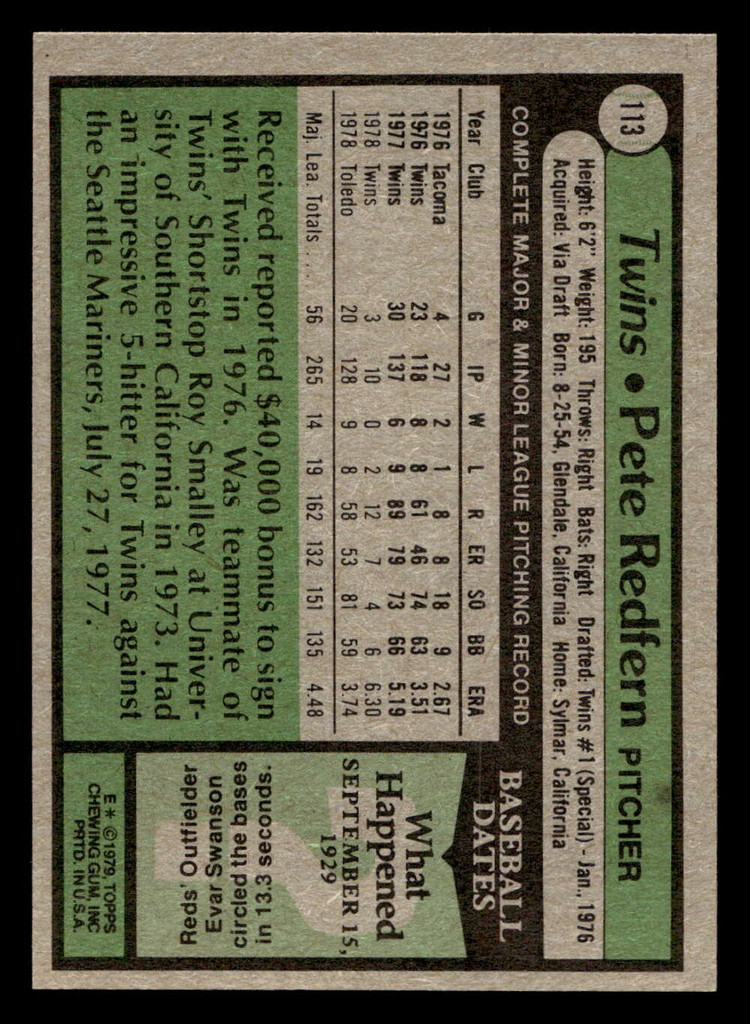 113
Twins • Pete Redfern PITCHER
Height: 6'2" Weight: 195 Throws: Right Bats: Right Drafted: Twins #1 (Special) - Jan., 1976
Acquired: Via Draft Born: 8-25-54, Glendale, California Home: Sylmar, California
COMPLETE MAJOR & MINOR LEAGUE PITCHING RECORD
Year Club G IP W L R ER SO BB ERA
1976 Tacoma 4 27 2 1 8 8 18 9 2.67
1976 Twins 23 118 8 8 61 46 74 63 3.51
1977 Twins 30 137 6 9 89 79 73 66 5.19
1978 Twins 3 10 0 2 12 7 4 6 6.30
1978 Toledo 20 128 9 8 58 53 81 59 3.74
Maj. Lea. Totals . . . 56 265 14 19 162 132 151 135 4.48
Received reported $40,000 bonus to sign
with Twins in 1976. Was teammate of
Twins' Shortstop Roy Smalley at Univer-
sity of Southern California in 1973. Had
an impressive 5-hitter for Twins against
the Seattle Mariners, July 27, 1977.
BASEBALL
DATES
What
Happened
SEPTEMBER 15,
1929
Reds' Outfielder
Evar Swanson
circled the bases
in 13.3 seconds.
E* ©1979, TOPPS
CHEWING GUM, INC
PRTD. IN U.S.A.